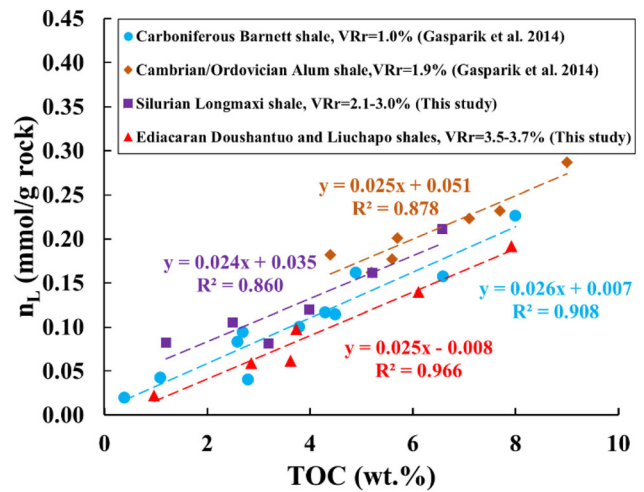 0.45
0.40
0.35
0.30
0.25
0.20
0.15
0.10
0.05
0.00
n_L (mmol/g rock)
Carboniferous Barnett shale, VRr=1.0% (Gasparik et al. 2014)
Cambrian/Ordovician Alum shale,VRr=1.9% (Gasparik et al. 2014)
Silurian Longmaxi shale, VRr=2.1-3.0% (This study)
Ediacaran Doushantuo and Liuchapo shales, VRr=3.5-3.7% (This study)
y = 0.025x + 0.051
R² = 0.878
y = 0.024x + 0.035
R² = 0.860
y = 0.026x + 0.007
R² = 0.908
y = 0.025x - 0.008
R² = 0.966
0 2 4 6 8 10
TOC (wt.%)